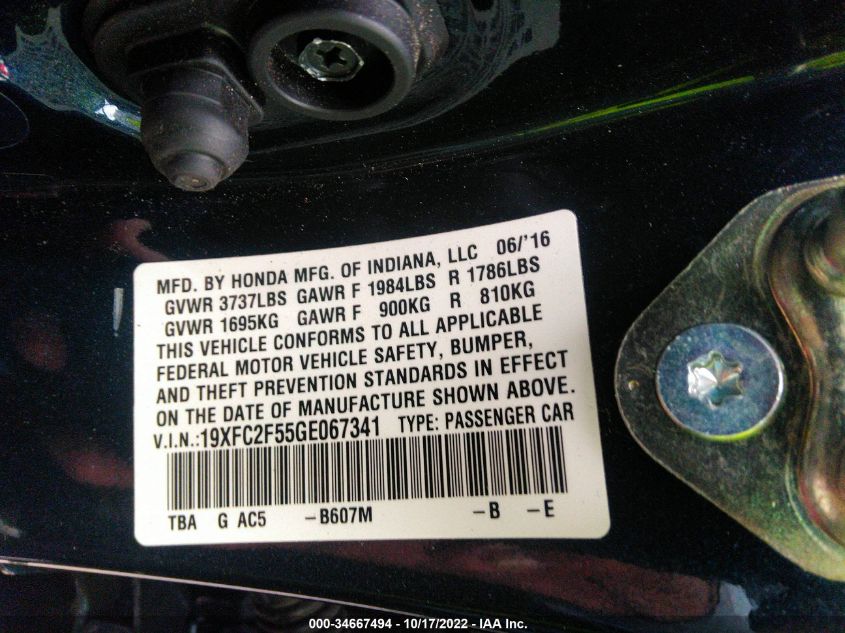 MFD. BY HONDA MFG. OF INDIANA, LLC 06/'16
GVWR 3737LBS GAWR F 1984LBS R 1786LBS
GVWR 1695KG GAWR F 900KG R 810KG
THIS VEHICLE CONFORMS TO ALL APPLICABLE
FEDERAL MOTOR VEHICLE SAFETY, BUMPER,
AND THEFT PREVENTION STANDARDS IN EFFECT
ON THE DATE OF MANUFACTURE SHOWN ABOVE.
V.I.N.:19XFC2F55GE067341 TYPE: PASSENGER CAR
TBA G AC5 -B607M -B -E
000-34667494 - 10/17/2022 - IAA Inc.